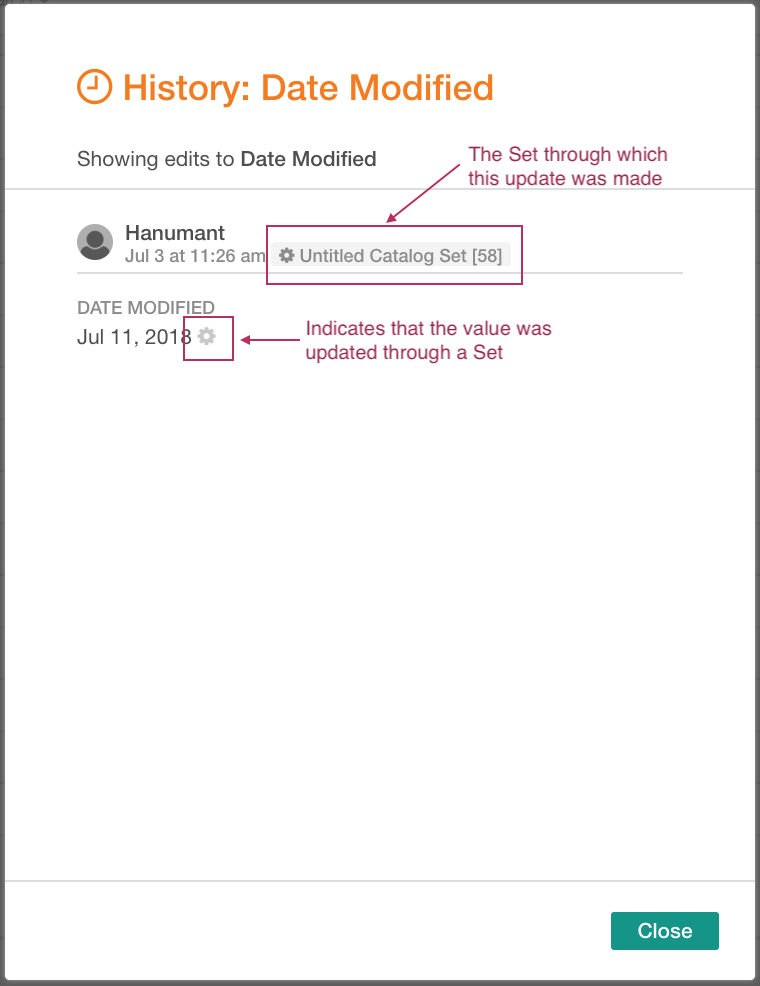 History: Date Modified
Showing edits to Date Modified
The Set through which
this update was made
Hanumant
Jul 3 at 11:26 am Untitled Catalog Set [58]
DATE MODIFIED
Jul 11, 2018
Indicates that the value was
updated through a Set
Close